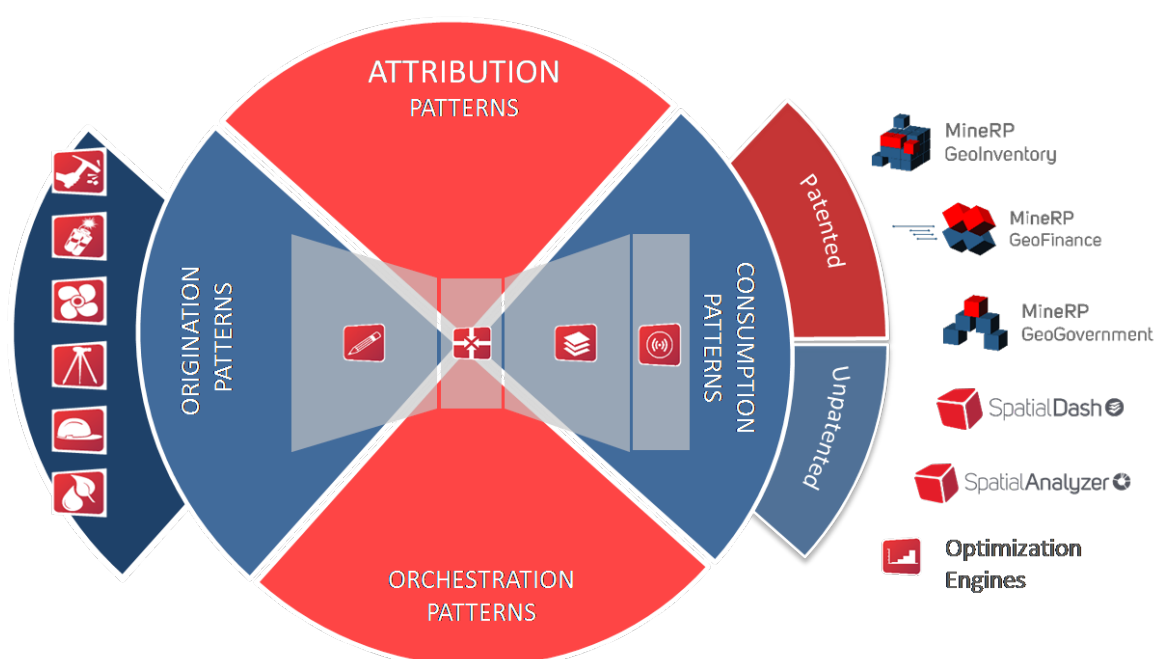 ATTRIBUTION
PATTERNS
ORIGINATION
PATTERNS
CONSUMPTION
PATTERNS
ORCHESTRATION
PATTERNS
Patented
Unpatented
MineRP
GeoInventory
MineRP
GeoFinance
MineRP
GeoGovernment
SpatialDash
SpatialAnalyzer
Optimization
Engines